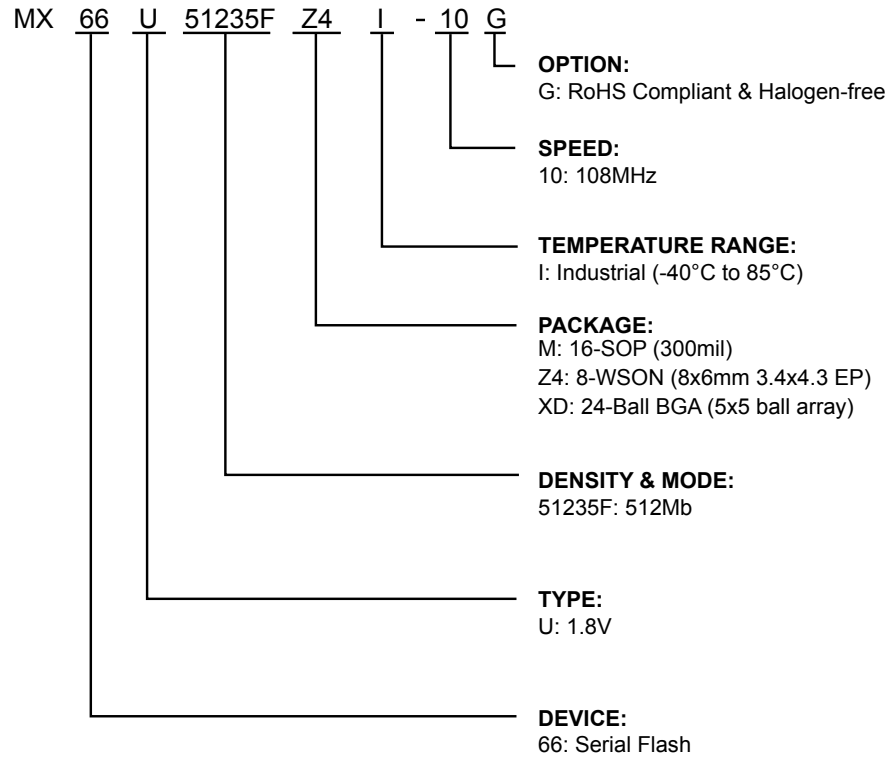 MX 66 U 51235F Z4 I - 10 G
OPTION:
G: RoHS Compliant & Halogen-free
SPEED:
10: 108MHz
TEMPERATURE RANGE:
I: Industrial (-40°C to 85°C)
PACKAGE:
M: 16-SOP (300mil)
Z4: 8-WSON (8x6mm 3.4x4.3 EP)
XD: 24-Ball BGA (5x5 ball array)
DENSITY & MODE:
51235F: 512Mb
TYPE:
U: 1.8V
DEVICE:
66: Serial Flash